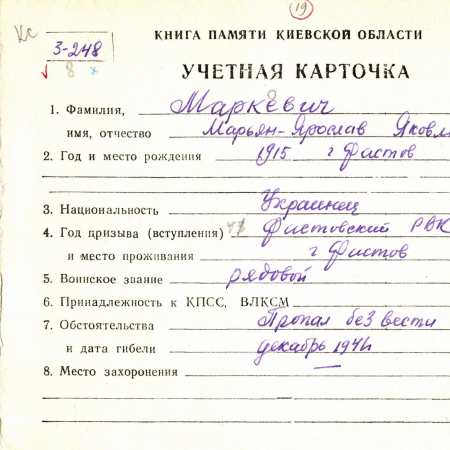 19
Кс
3-248
8 х
КНИГА ПАМЯТИ КИЕВСКОЙ ОБЛАСТИ
УЧЕТНАЯ КАРТОЧКА
1. Фамилия, Маркевич
имя, отчество Марьян-Ярослав Яковл
2. Год и место рождения 1915 г Фастов
3. Национальность Украинец
4. Год призыва (вступления) 41 Фастовский РВК
и место проживания г Фастов
5. Воинское звание рядовой
6. Принадлежность к КПСС, ВЛКСМ
7. Обстоятельства Пропал без вести
и дата гибели декабрь 1944
8. Место захоронения —